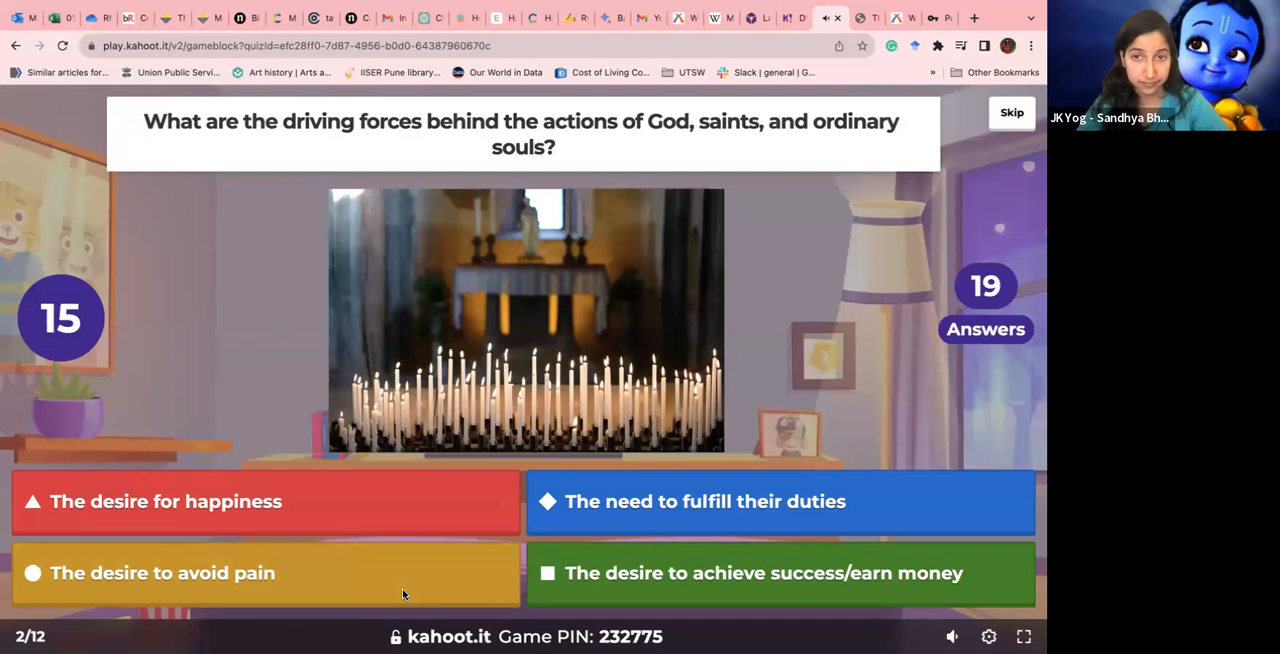 play.kahoot.it/v2/gameblock?quizId=efc28ff0-7d87-4956-b0d0-64387960670c
Similar articles for... Union Public Servi... Art history | Arts a... IISER Pune library... Our World in Data Cost of Living Co... UTSW Slack | general | G... » Other Bookmarks
What are the driving forces behind the actions of God, saints, and ordinary
souls?
Skip
JKYog - Sandhya Bh...
15
19
Answers
The desire for happiness
The need to fulfill their duties
The desire to avoid pain
The desire to achieve success/earn money
2/12
kahoot.it Game PIN: 232775